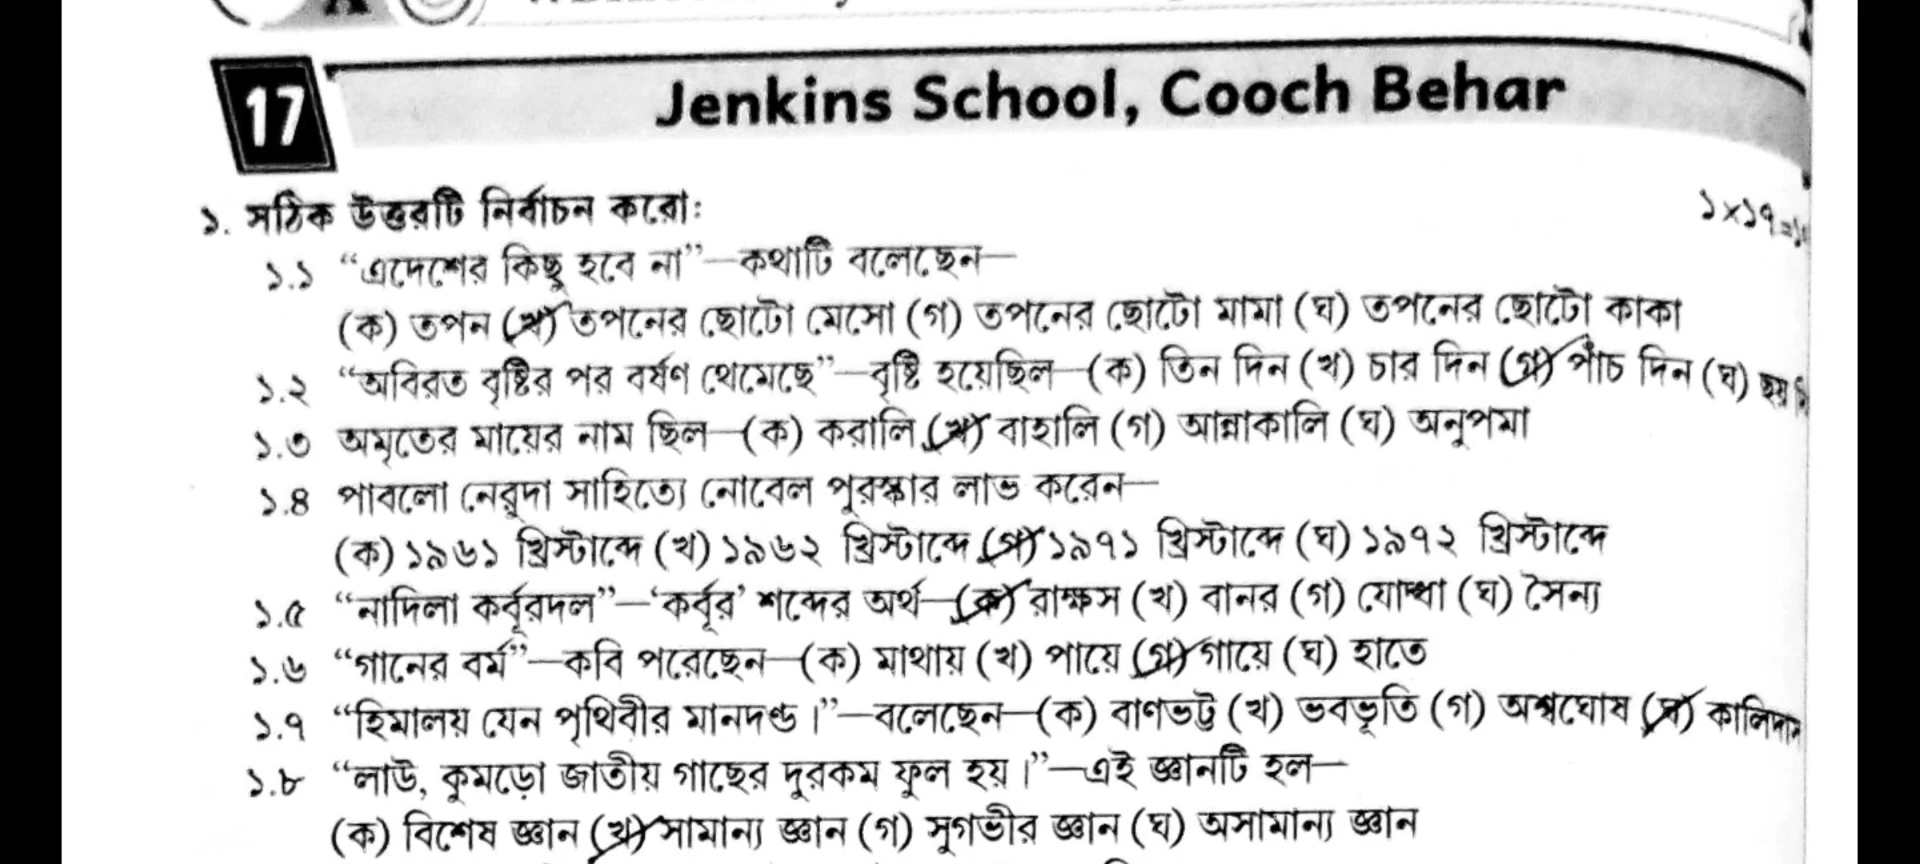 17
Jenkins School, Cooch Behar
১. সঠিক উত্তরটি নির্বাচন করো:
১×১৭=১
১.১ “এদেশের কিছু হবে না”—কথাটি বলেছেন—
(ক) তপন (খ) তপনের ছোটো মেসো (গ) তপনের ছোটো মামা (ঘ) তপনের ছোটো কাকা
১.২ “অবিরত বৃষ্টির পর বর্ষণ থেমেছে”—বৃষ্টি হয়েছিল—(ক) তিন দিন (খ) চার দিন (গ) পাঁচ দিন (ঘ) ছয়
১.৩ অমৃতের মায়ের নাম ছিল—(ক) করালি (খ) বাহালি (গ) আন্নাকালি (ঘ) অনুপমা
১.৪ পাবলো নেরুদা সাহিত্যে নোবেল পুরস্কার লাভ করেন—
(ক) ১৯৬১ খ্রিস্টাব্দে (খ) ১৯৬২ খ্রিস্টাব্দে (গ) ১৯৭১ খ্রিস্টাব্দে (ঘ) ১৯৭২ খ্রিস্টাব্দে
১.৫ “নাদিলা কর্বূরদল”—‘কর্বূর’ শব্দের অর্থ—(ক) রাক্ষস (খ) বানর (গ) যোদ্ধা (ঘ) সৈন্য
১.৬ “গানের বর্ম”—কবি পরেছেন—(ক) মাথায় (খ) পায়ে (গ) গায়ে (ঘ) হাতে
১.৭ “হিমালয় যেন পৃথিবীর মানদণ্ড।”—বলেছেন—(ক) বাণভট্ট (খ) ভবভূতি (গ) অশ্বঘোষ (ঘ) কালিদাস
১.৮ “লাউ, কুমড়ো জাতীয় গাছের দুরকম ফুল হয়।”—এই জ্ঞানটি হল—
(ক) বিশেষ জ্ঞান (খ) সামান্য জ্ঞান (গ) সুগভীর জ্ঞান (ঘ) অসামান্য জ্ঞান